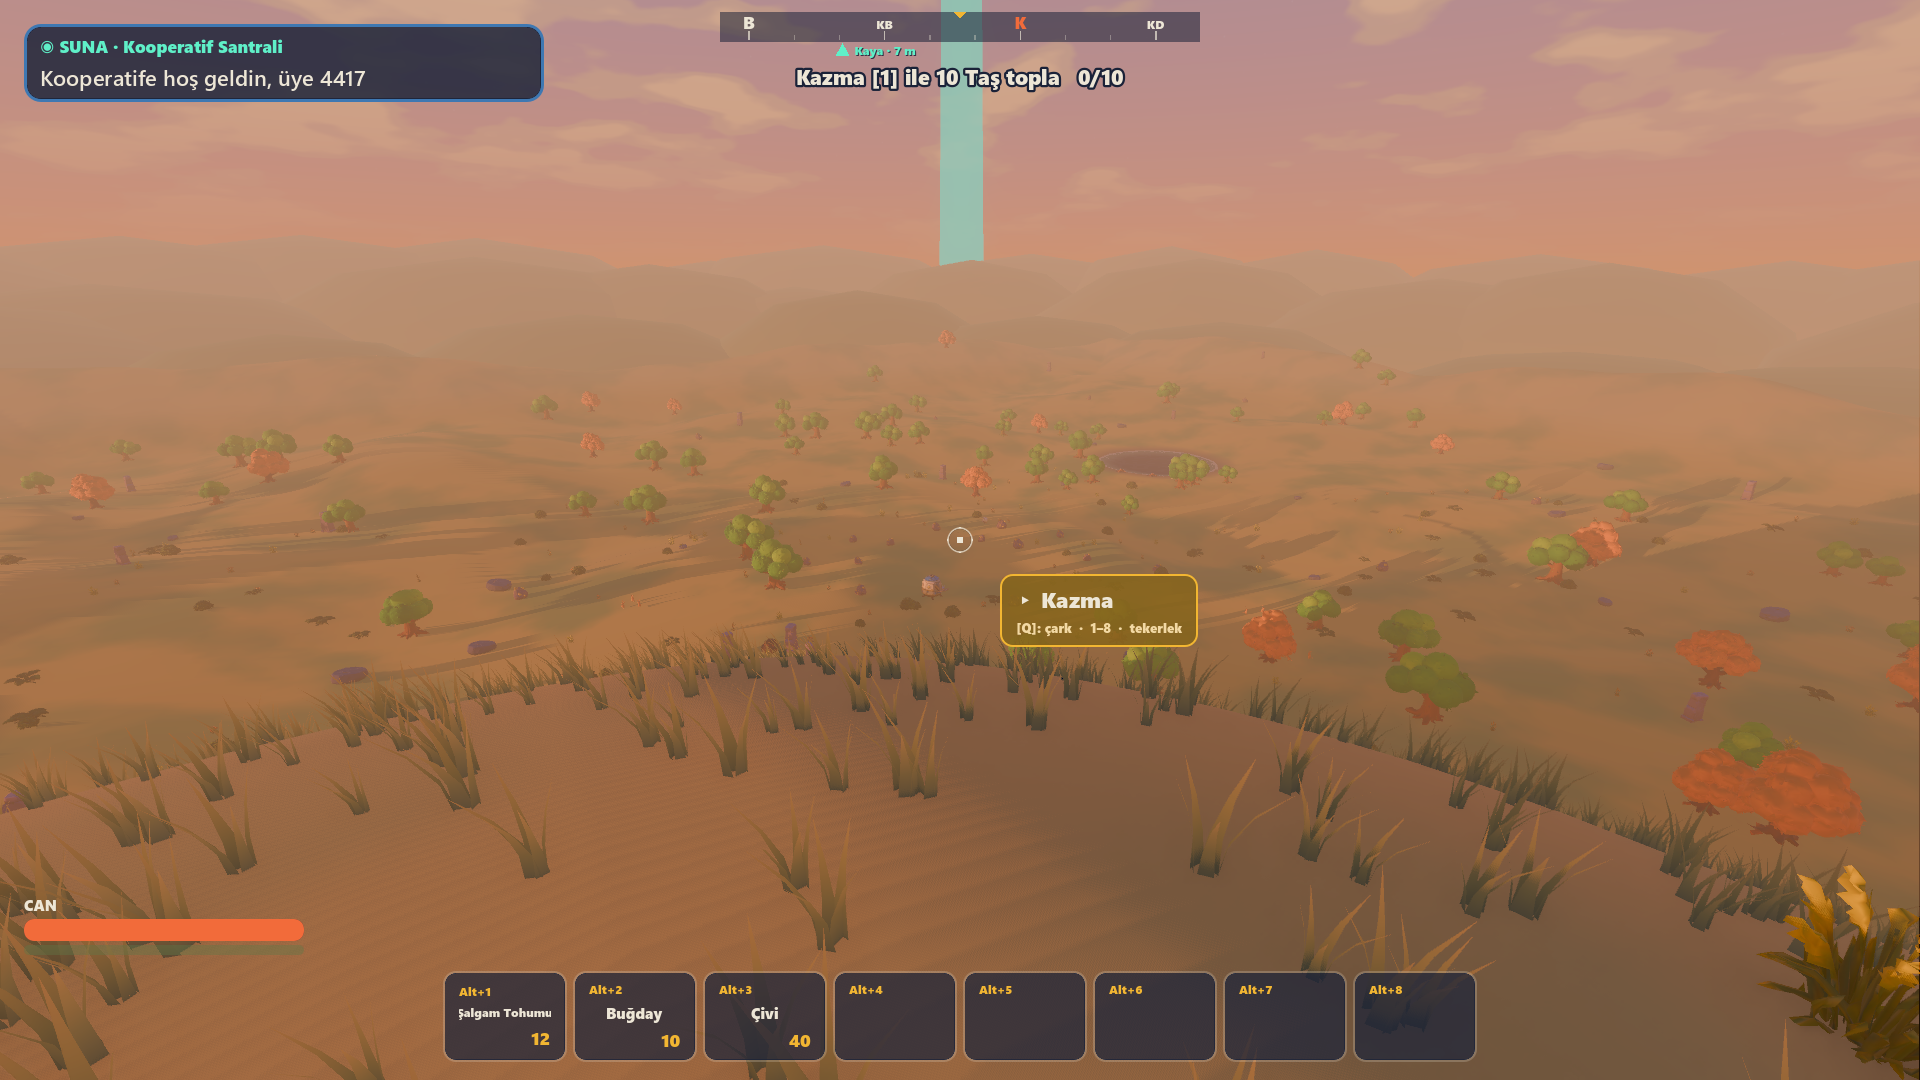 ◉ SUNA · Kooperatif Santrali
Kooperatife hoş geldin, üye 4417
B KB K KD
▲ Kaya · 7 m
Kazma [1] ile 10 Taş topla 0/10
▸ Kazma
[Q]: çark · 1–8 · tekerlek
CAN
Alt+1 Alt+2 Alt+3 Alt+4 Alt+5 Alt+6 Alt+7 Alt+8
Şalgam Tohumu Buğday Çivi
12 10 40